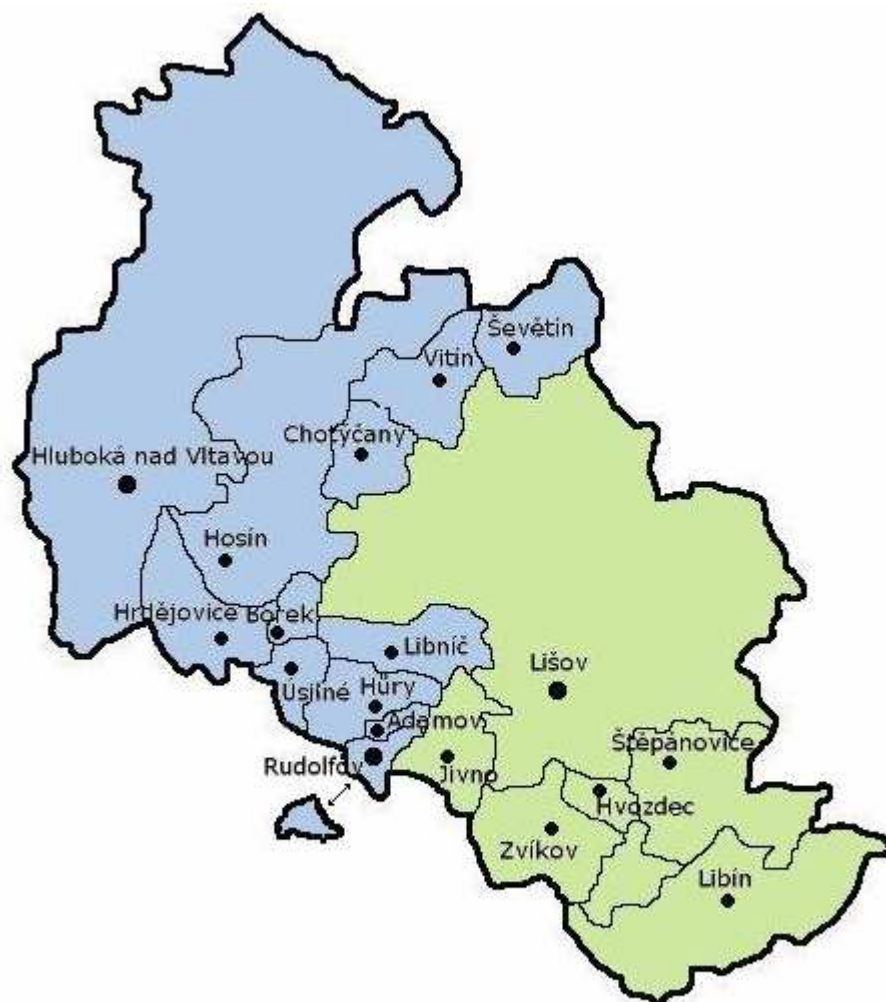 Ševětín
Vitín
Chotýčany
Hluboká nad Vltavou
Hosín
Hrdějovice
Borek
Libníč
Lišov
Úsilné
Hůry
Adamov
Štěpánovice
Rudolfov
Jivno
Hvozdec
Zvíkov
Libín